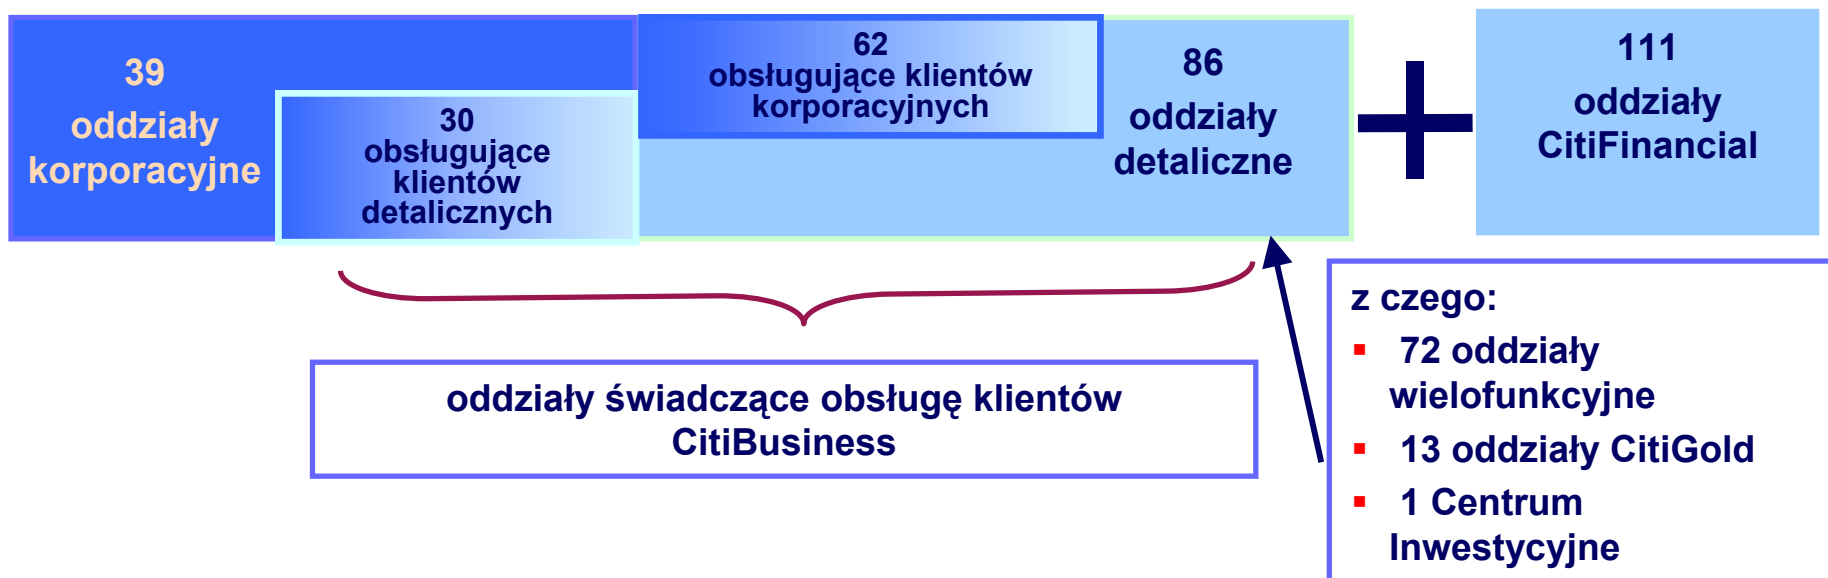 39
oddziały
korporacyjne
30
obsługujące
klientów
detalicznych
62
obsługujące klientów
korporacyjnych
86
oddziały
detaliczne
111
oddziały
CitiFinancial
oddziały świadczące obsługę klientów
CitiBusiness
z czego:
▪ 72 oddziały
wielofunkcyjne
▪ 13 oddziały CitiGold
▪ 1 Centrum
Inwestycyjne